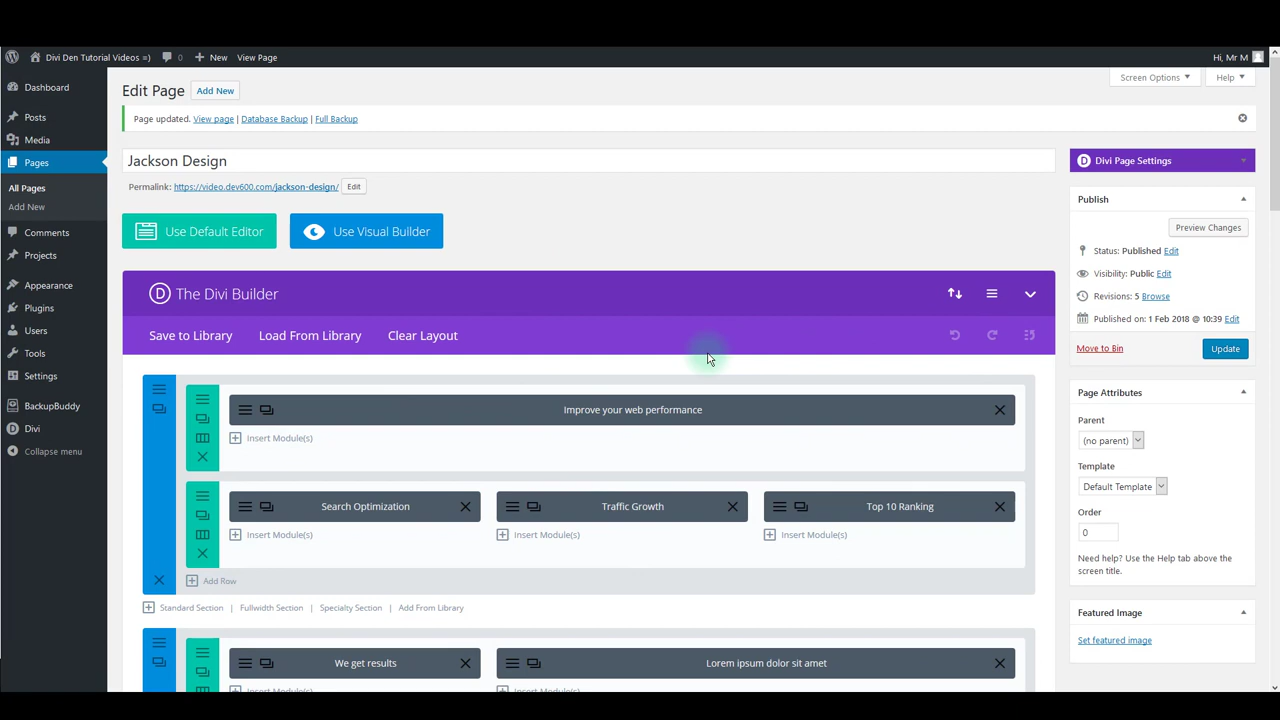 Divi Den Tutorial Videos =) 0 New View Page Hi, Mr M
Screen Options Help
Dashboard
Posts
Media
Pages
All Pages
Add New
Comments
Projects
Appearance
Plugins
Users
Tools
Settings
BackupBuddy
Divi
Collapse menu
Edit Page Add New
Page updated. View page | Database Backup | Full Backup
Jackson Design
Permalink: https://video.dev600.com/jackson-design/ Edit
Use Default Editor Use Visual Builder
D The Divi Builder
Save to Library Load From Library Clear Layout
Improve your web performance
Insert Module(s)
Search Optimization Traffic Growth Top 10 Ranking
Insert Module(s) Insert Module(s) Insert Module(s)
Add Row
Standard Section | Fullwidth Section | Specialty Section | Add From Library
We get results Lorem ipsum dolor sit amet
Insert Module(s) Insert Module(s)
D Divi Page Settings
Publish
Preview Changes
Status: Published Edit
Visibility: Public Edit
Revisions: 5 Browse
Published on: 1 Feb 2018 @ 10:39 Edit
Move to Bin Update
Page Attributes
Parent
(no parent)
Template
Default Template
Order
0
Need help? Use the Help tab above the
screen title.
Featured Image
Set featured image